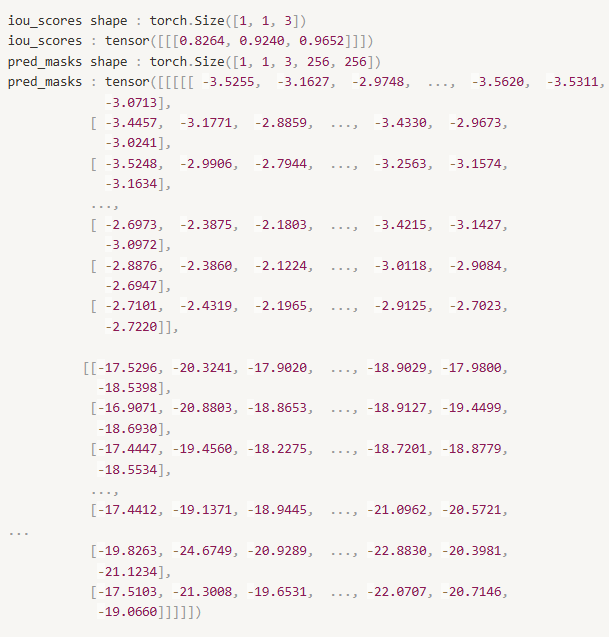 iou_scores shape : torch.Size([1, 1, 3])
iou_scores : tensor([[[0.8264, 0.9240, 0.9652]]])
pred_masks shape : torch.Size([1, 1, 3, 256, 256])
pred_masks : tensor([[[[[ -3.5255, -3.1627, -2.9748, ..., -3.5620, -3.5311,
-3.0713],
[ -3.4457, -3.1771, -2.8859, ..., -3.4330, -2.9673,
-3.0241],
[ -3.5248, -2.9906, -2.7944, ..., -3.2563, -3.1574,
-3.1634],
...,
[ -2.6973, -2.3875, -2.1803, ..., -3.4215, -3.1427,
-3.0972],
[ -2.8876, -2.3860, -2.1224, ..., -3.0118, -2.9084,
-2.6947],
[ -2.7101, -2.4319, -2.1965, ..., -2.9125, -2.7023,
-2.7220]],
[[-17.5296, -20.3241, -17.9020, ..., -18.9029, -17.9800,
-18.5398],
[-16.9071, -20.8803, -18.8653, ..., -18.9127, -19.4499,
-18.6930],
[-17.4447, -19.4560, -18.2275, ..., -18.7201, -18.8779,
-18.5534],
...,
[-17.4412, -19.1371, -18.9445, ..., -21.0962, -20.5721,
...
[-19.8263, -24.6749, -20.9289, ..., -22.8830, -20.3981,
-21.1234],
[-17.5103, -21.3008, -19.6531, ..., -22.0707, -20.7146,
-19.0660]]]]])